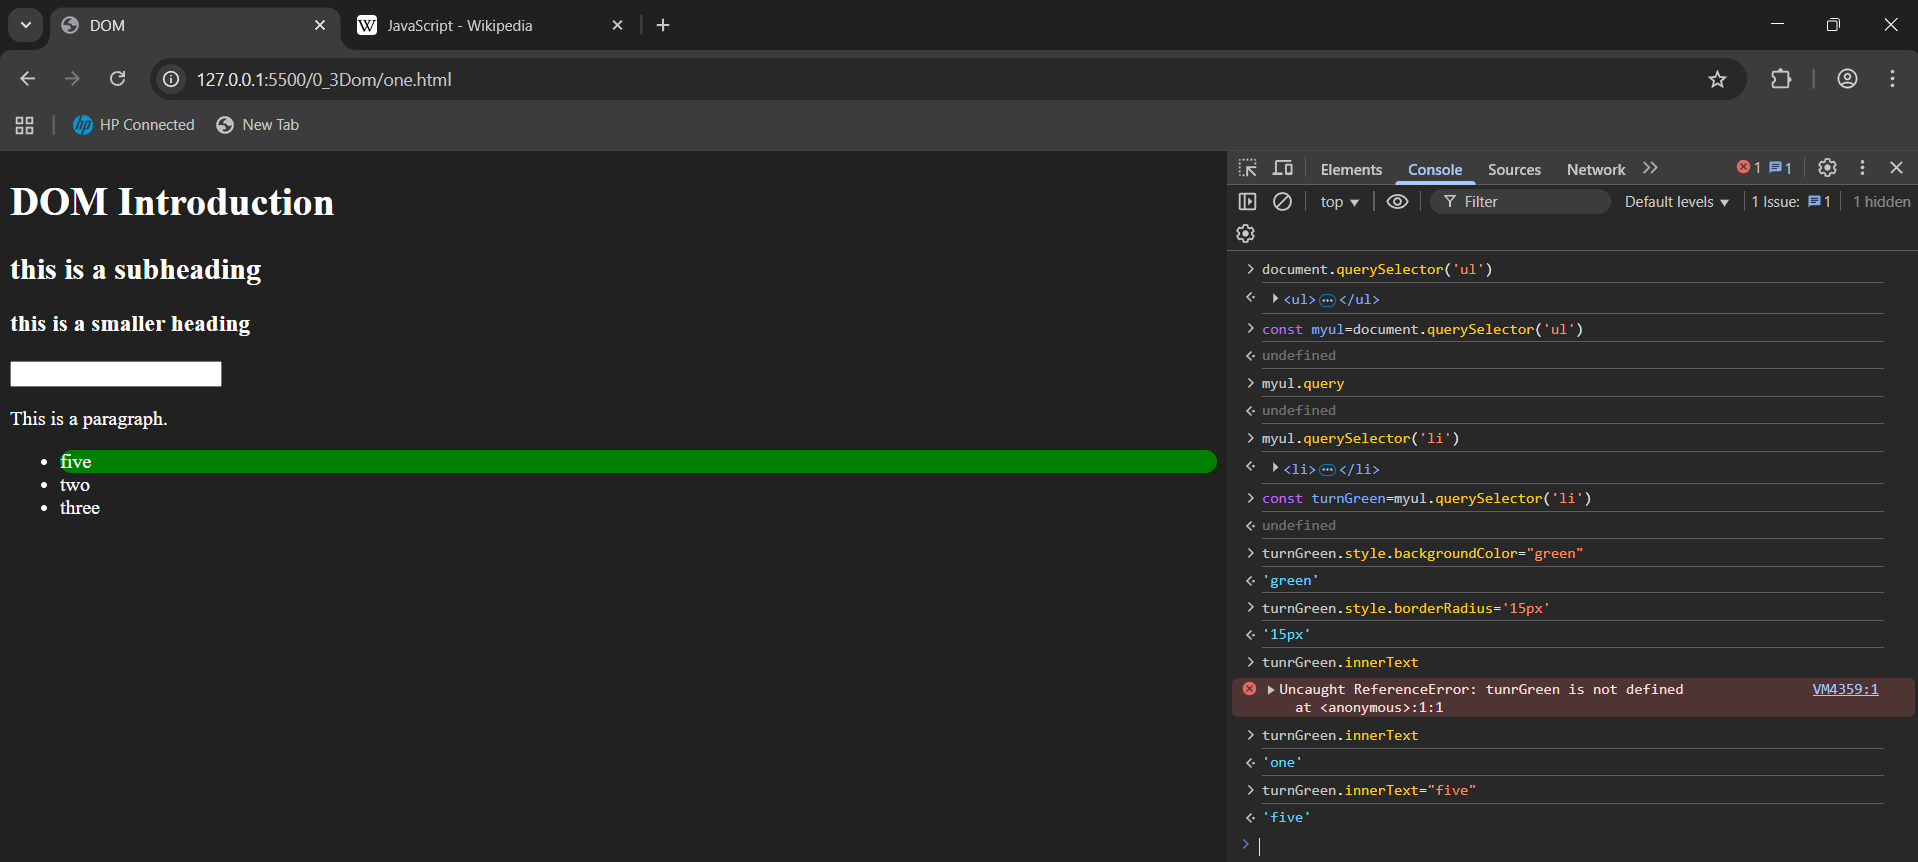 DOM
JavaScript - Wikipedia
127.0.0.1:5500/0_3Dom/one.html
HP Connected
New Tab
DOM Introduction
this is a subheading
this is a smaller heading
This is a paragraph.
five
two
three
Elements Console Sources Network 1 1
top Filter Default levels 1 Issue: 1 1 hidden
document.querySelector('ul')
<ul>…</ul>
const myul=document.querySelector('ul')
undefined
myul.query
undefined
myul.querySelector('li')
<li>…</li>
const turnGreen=myul.querySelector('li')
undefined
turnGreen.style.backgroundColor="green"
'green'
turnGreen.style.borderRadius='15px'
'15px'
tunrGreen.innerText
Uncaught ReferenceError: tunrGreen is not defined VM4359:1
at <anonymous>:1:1
turnGreen.innerText
'one'
turnGreen.innerText="five"
'five'